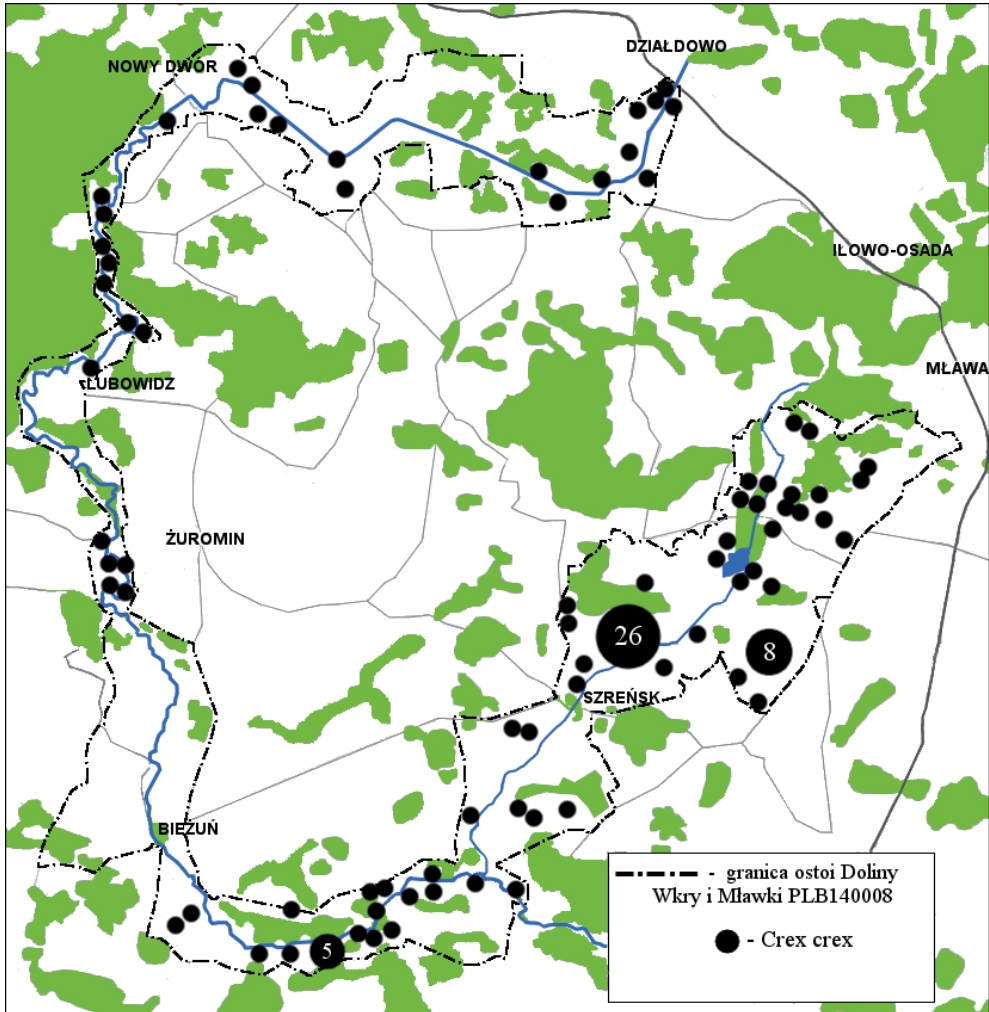 DZIAŁDOWO
NOWY DWÓR
IŁOWO-OSADA
MŁAWA
LUBOWIDZ
ŻUROMIN
26
8
SZREŃSK
BIEŻUŃ
5
- granica ostoi Doliny
Wkry i Mławki PLB140008
- Crex crex